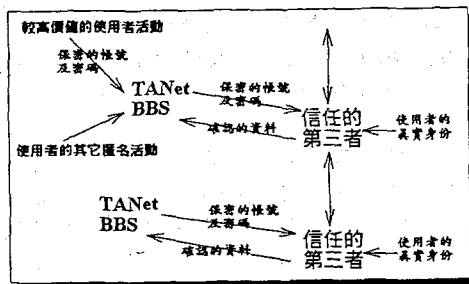 較高價值的使用者活動
保密的帳號
及密碼
TANet
BBS
保密的帳號
及密碼
確認的資料
信任的
第三者
使用者的
真實身份
使用者的其它匿名活動
TANet
BBS
保密的帳號
及密碼
確認的資料
信任的
第三者
使用者的
真實身份